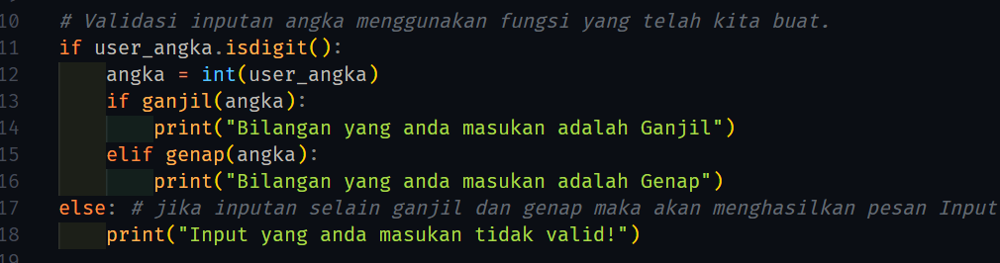 10 # Validasi inputan angka menggunakan fungsi yang telah kita buat.
11 if user_angka.isdigit():
12     angka = int(user_angka)
13     if ganjil(angka):
14         print("Bilangan yang anda masukan adalah Ganjil")
15     elif genap(angka):
16         print("Bilangan yang anda masukan adalah Genap")
17 else: # jika inputan selain ganjil dan genap maka akan menghasilkan pesan Input
18     print("Input yang anda masukan tidak valid!")
19